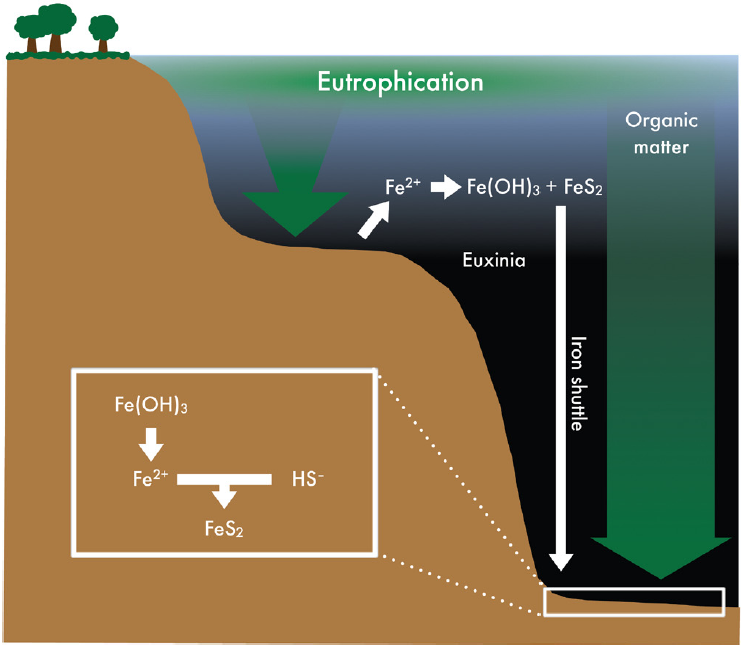 Eutrophication
Organic
matter
Fe²⁺ Fe(OH)₃ + FeS₂
Euxinia
Iron shuttle
Fe(OH)₃
Fe²⁺ HS⁻
FeS₂